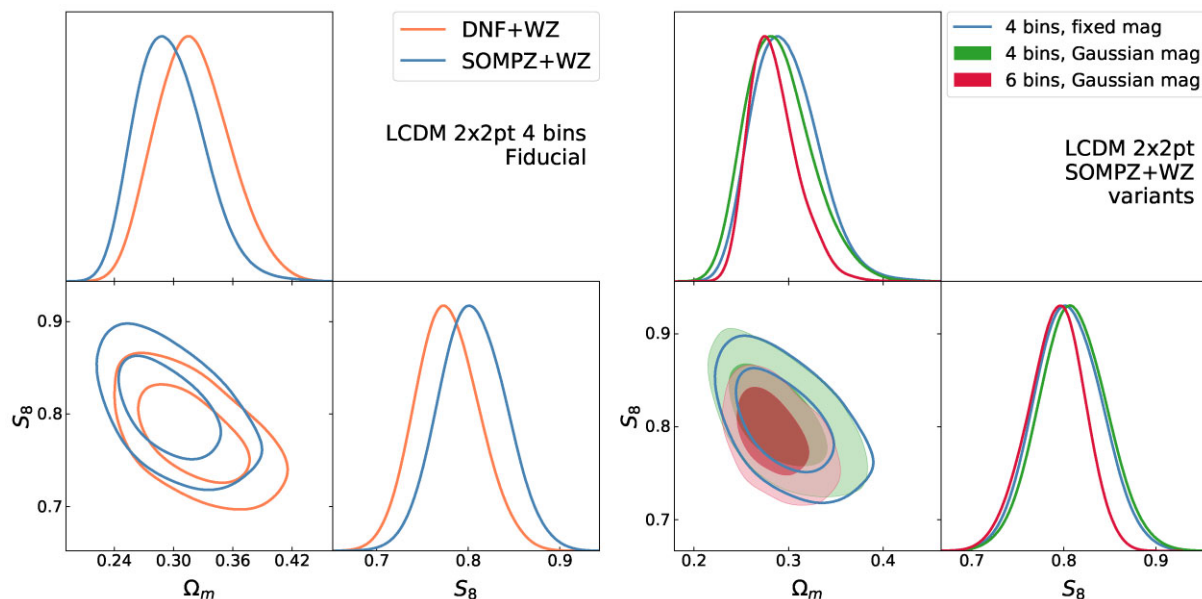 DNF+WZ
SOMPZ+WZ
LCDM 2x2pt 4 bins
Fiducial
0.9
0.8
0.7
S₈
0.24 0.30 0.36 0.42
Ωₘ
0.7 0.8 0.9
S₈
4 bins, fixed mag
4 bins, Gaussian mag
6 bins, Gaussian mag
LCDM 2x2pt
SOMPZ+WZ
variants
0.9
0.8
0.7
S₈
0.2 0.3 0.4
Ωₘ
0.7 0.8 0.9
S₈